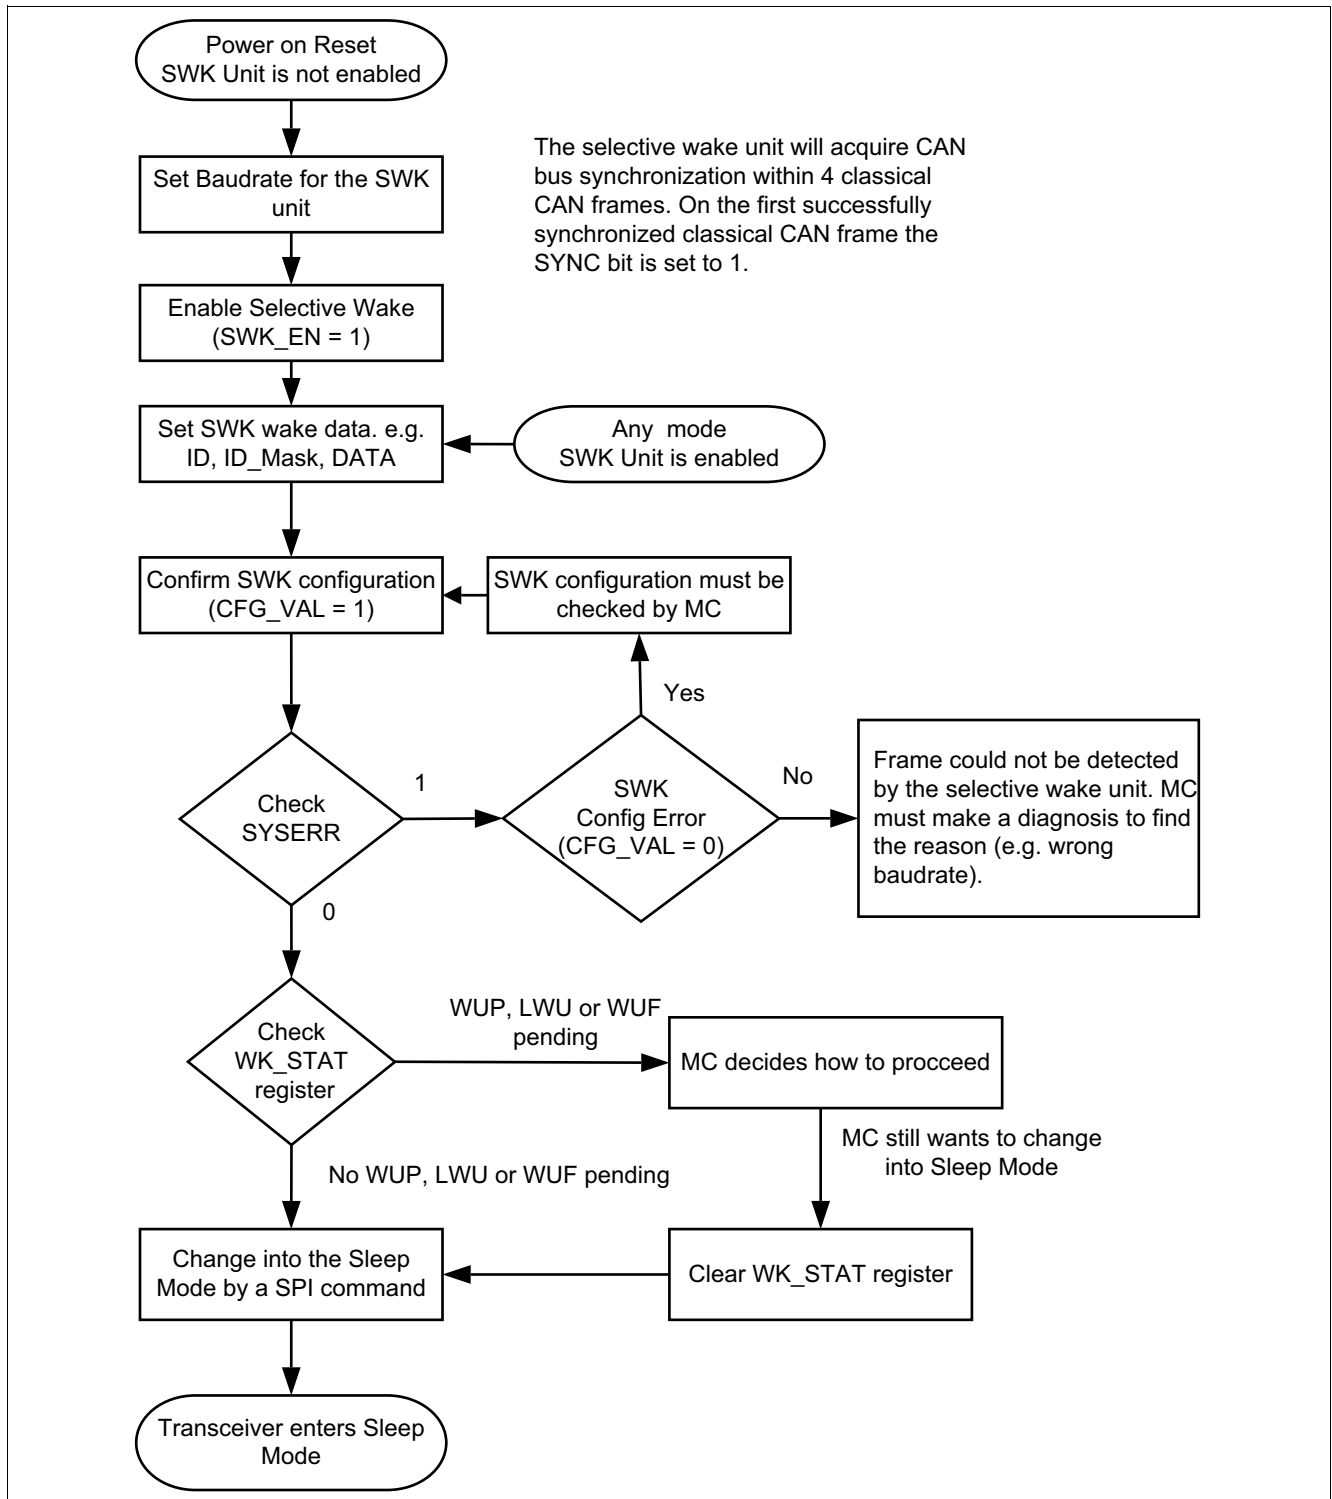 Power on Reset
SWK Unit is not enabled
The selective wake unit will acquire CAN
bus synchronization within 4 classical
CAN frames. On the first successfully
synchronized classical CAN frame the
SYNC bit is set to 1.
Set Baudrate for the SWK
unit
Enable Selective Wake
(SWK_EN = 1)
Set SWK wake data. e.g.
ID, ID_Mask, DATA
Any mode
SWK Unit is enabled
Confirm SWK configuration
(CFG_VAL = 1)
SWK configuration must be
checked by MC
Yes
Check
SYSERR
1
SWK
Config Error
(CFG_VAL = 0)
No
Frame could not be detected
by the selective wake unit. MC
must make a diagnosis to find
the reason (e.g. wrong
baudrate).
0
Check
WK_STAT
register
WUP, LWU or WUF
pending
MC decides how to procceed
MC still wants to change
into Sleep Mode
No WUP, LWU or WUF pending
Change into the Sleep
Mode by a SPI command
Clear WK_STAT register
Transceiver enters Sleep
Mode